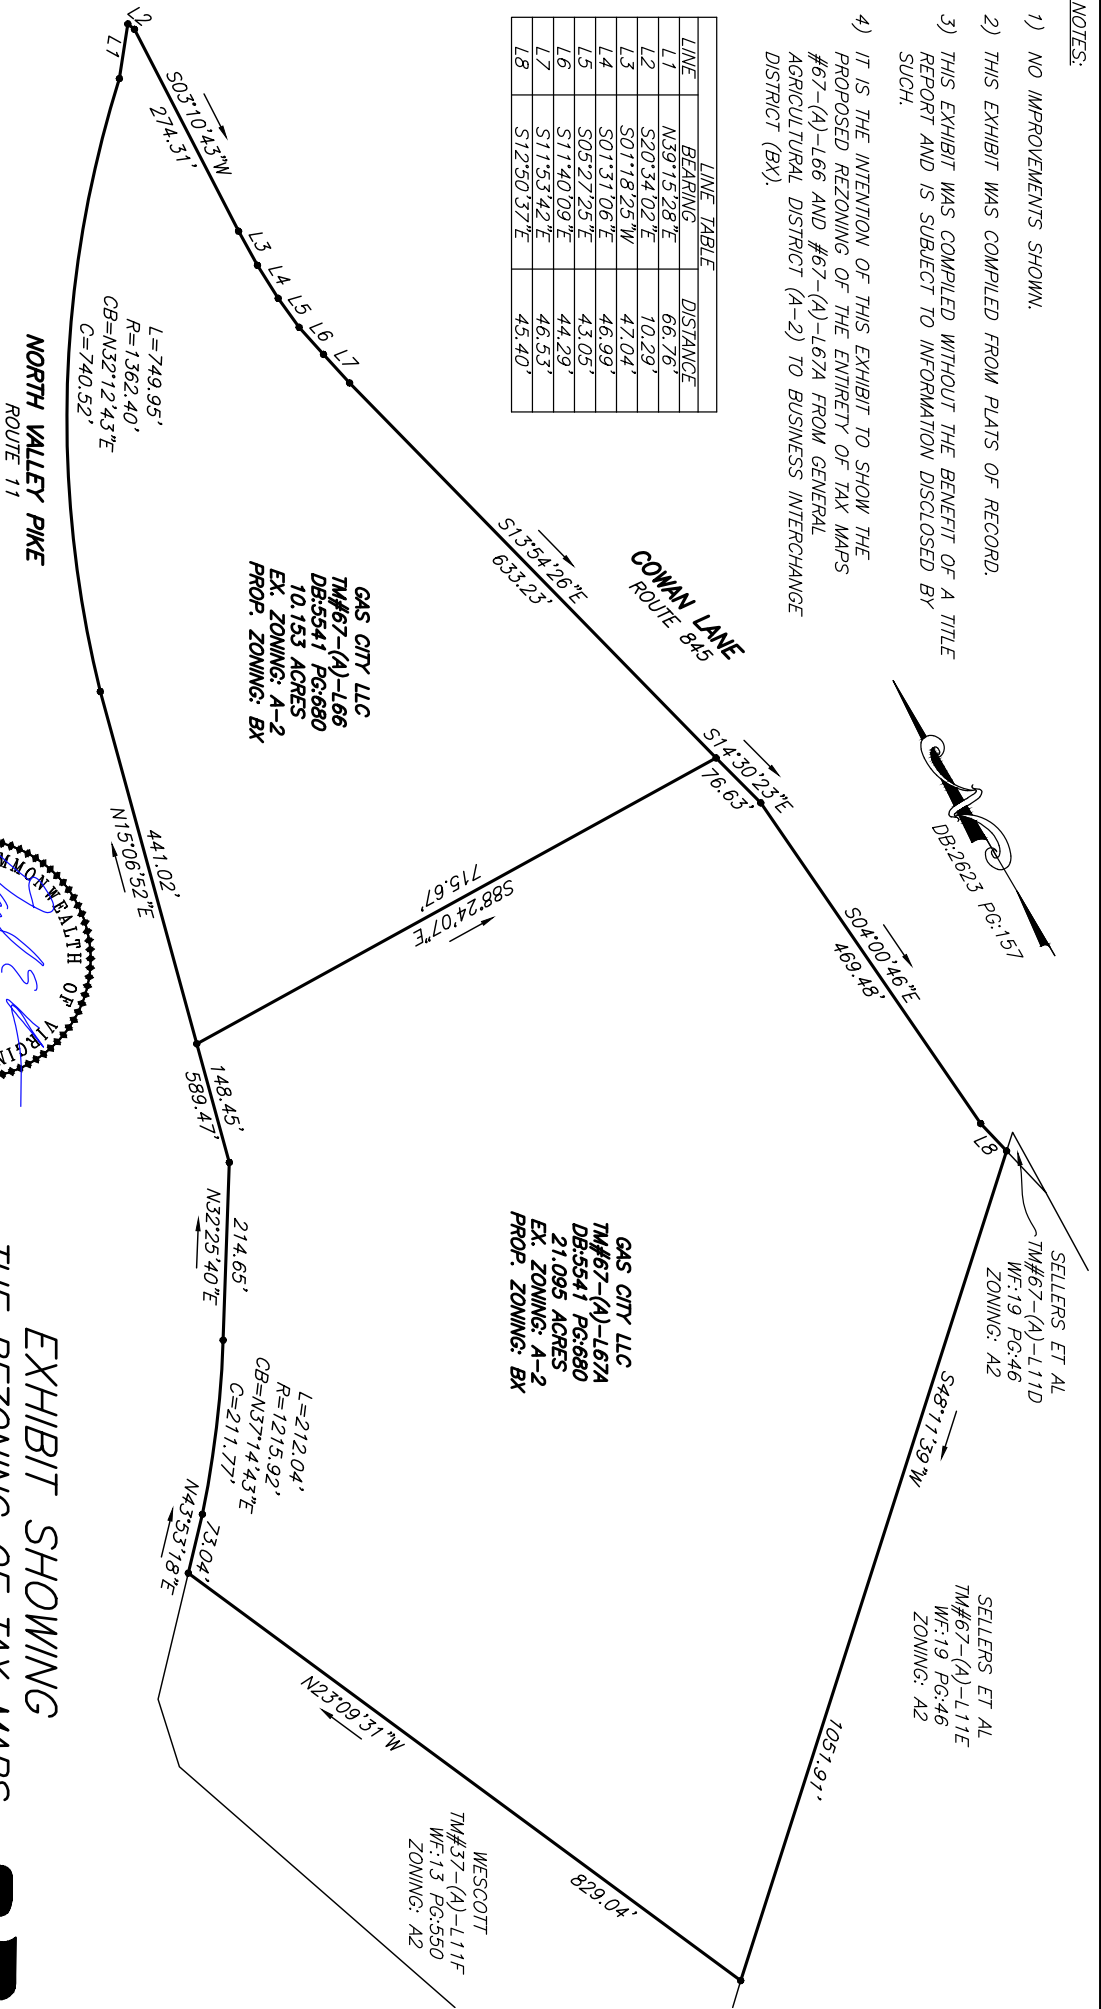 NOTES:
1) NO IMPROVEMENTS SHOWN.
2) THIS EXHIBIT WAS COMPILED FROM PLATS OF RECORD.
3) THIS EXHIBIT WAS COMPILED WITHOUT THE BENEFIT OF A TITLE
REPORT AND IS SUBJECT TO INFORMATION DISCLOSED BY
SUCH.
4) IT IS THE INTENTION OF THIS EXHIBIT TO SHOW THE
PROPOSED REZONING OF THE ENTIRETY OF TAX MAPS
#67-(A)-L66 AND #67-(A)-L67A FROM GENERAL
AGRICULTURAL DISTRICT (A-2) TO BUSINESS INTERCHANGE
DISTRICT (BX).
LINE TABLE
LINE BEARING DISTANCE
L1 N39°15'28"E 66.76'
L2 S20°34'02"E 10.29'
L3 S01°18'25"W 47.04'
L4 S01°31'06"E 46.99'
L5 S05°27'25"E 43.05'
L6 S11°40'09"E 44.29'
L7 S11°53'42"E 46.53'
L8 S12°50'37"E 45.40'
DB:2623 PG:157
COWAN LANE
ROUTE 845
L2
L1
S03°10'43"W
274.31'
L3
L4
L5
L6
L7
S13°54'26"E
633.23'
S14°30'23"E
76.63'
S04°00'46"E
469.48'
L8
SELLERS ET AL
TM#67-(A)-L11D
WF:19 PG:46
ZONING: A2
S48°11'39"W
1051.91'
SELLERS ET AL
TM#67-(A)-L11E
WF:19 PG:46
ZONING: A2
GAS CITY LLC
TM#67-(A)-L66
DB:5541 PG:680
10.153 ACRES
EX. ZONING: A-2
PROP. ZONING: BX
715.67'
S88°24'07"E
GAS CITY LLC
TM#67-(A)-L67A
DB:5541 PG:680
21.095 ACRES
EX. ZONING: A-2
PROP. ZONING: BX
L=749.95'
R=1362.40'
CB=N32°12'43"E
C=740.52'
441.02'
N15°06'52"E
148.45'
589.47'
214.65'
N32°25'40"E
L=212.04'
R=1215.92'
CB=N37°14'43"E
C=211.77'
73.04'
N43°53'18"E
N23°09'31"W
829.04'
WESCOTT
TM#37-(A)-L11F
WF:13 PG:550
ZONING: A2
NORTH VALLEY PIKE
ROUTE 11
MMONWEALTH OF VIRGIN
EXHIBIT SHOWING
THE REZONING OF TAX MAPS